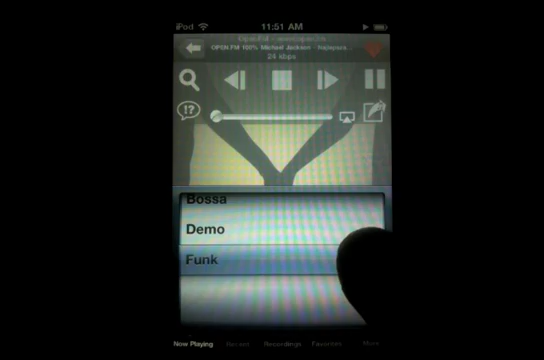 iPod 11:51 AM
OPEN.FM 100% Michael Jackson - Najlepsza...
24 kbps
!?
Bossa
Demo
Funk
Now Playing Recent Recordings Favorites More